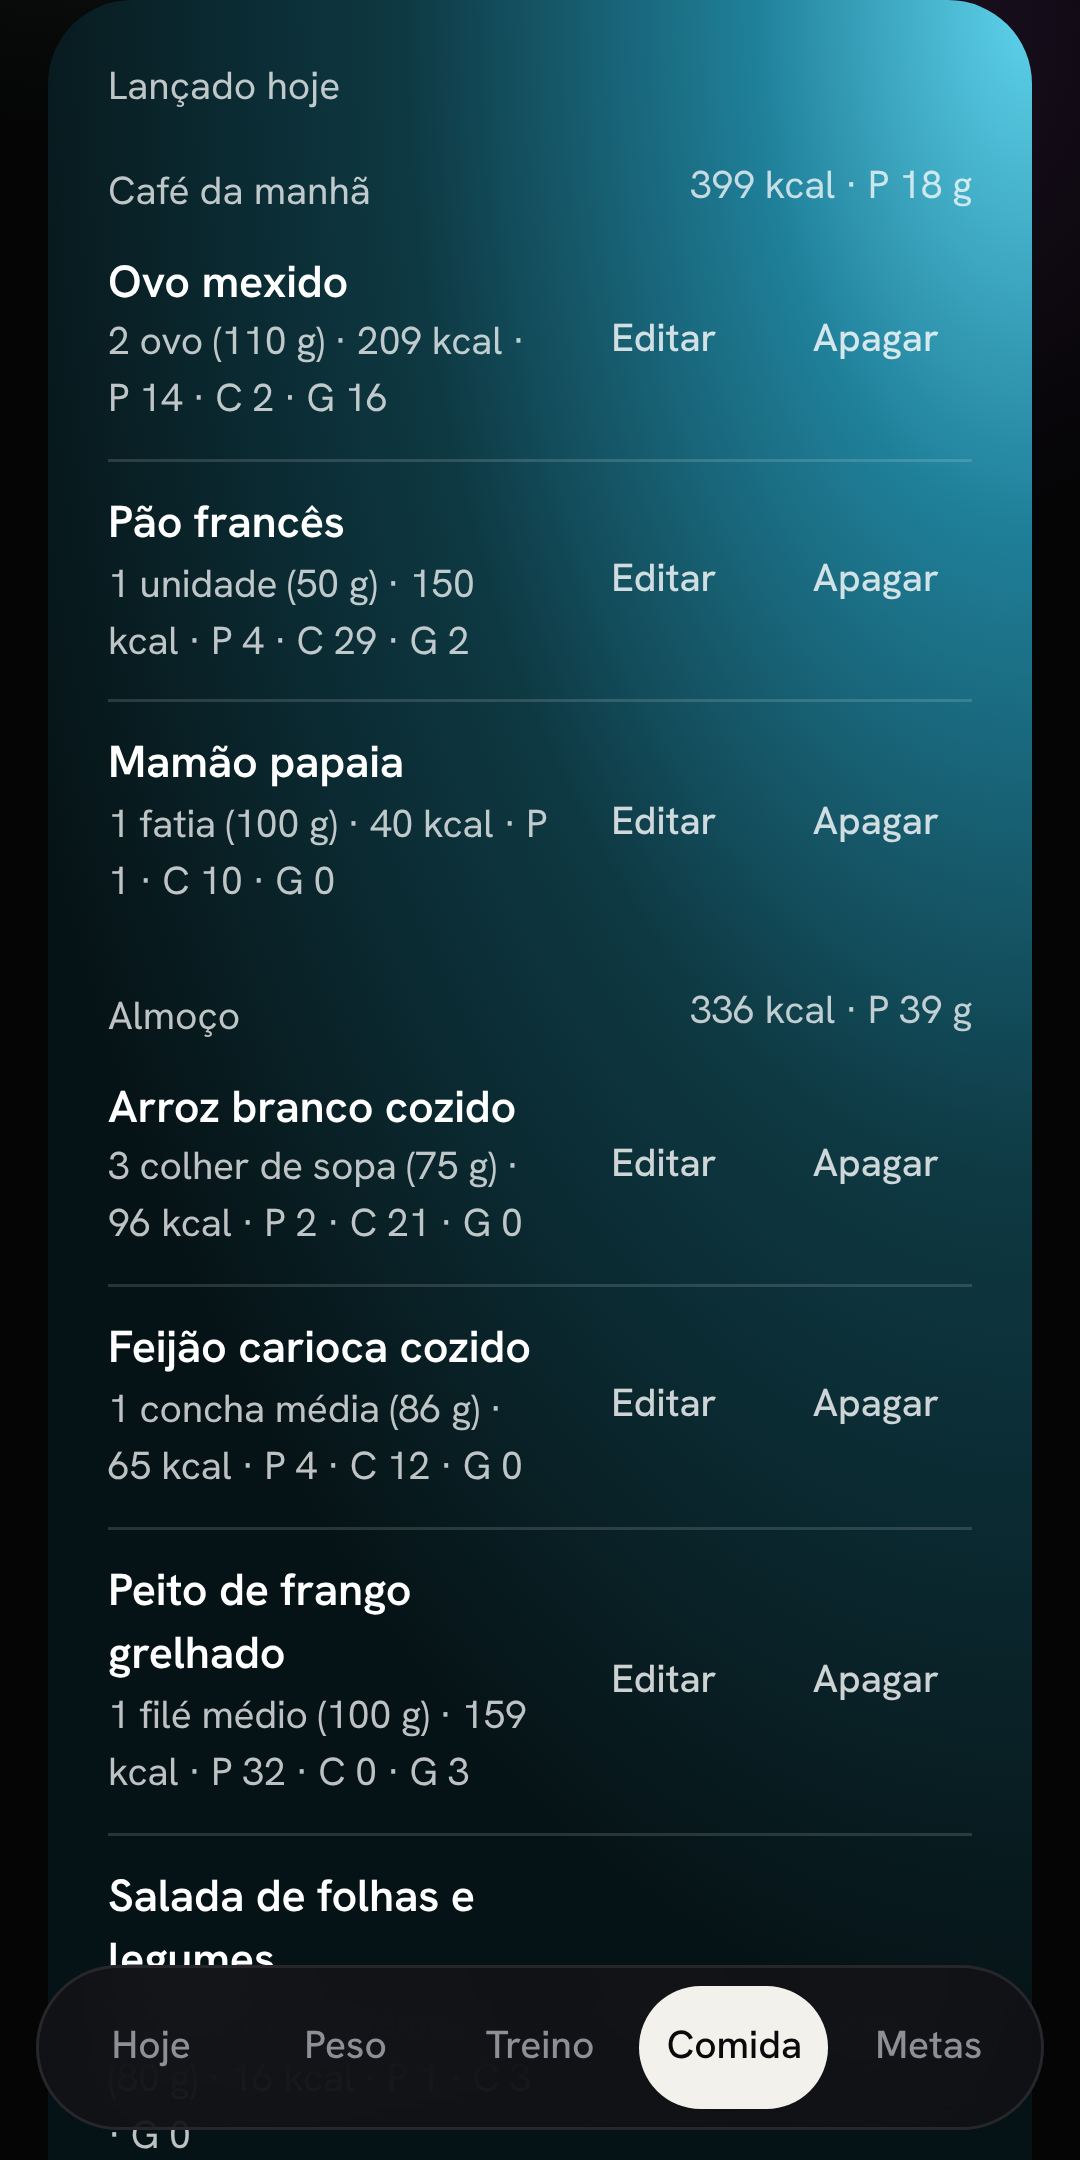 Lançado hoje
Café da manhã
399 kcal · P 18 g
Ovo mexido
2 ovo (110 g) · 209 kcal ·
P 14 · C 2 · G 16
Editar
Apagar
Pão francês
1 unidade (50 g) · 150
kcal · P 4 · C 29 · G 2
Editar
Apagar
Mamão papaia
1 fatia (100 g) · 40 kcal · P
1 · C 10 · G 0
Editar
Apagar
Almoço
336 kcal · P 39 g
Arroz branco cozido
3 colher de sopa (75 g) ·
96 kcal · P 2 · C 21 · G 0
Editar
Apagar
Feijão carioca cozido
1 concha média (86 g) ·
65 kcal · P 4 · C 12 · G 0
Editar
Apagar
Peito de frango
grelhado
1 filé médio (100 g) · 159
kcal · P 32 · C 0 · G 3
Editar
Apagar
Salada de folhas e
legumes
(80 g) · 16 kcal · P 1 · C 3
· G 0
Hoje
Peso
Treino
Comida
Metas